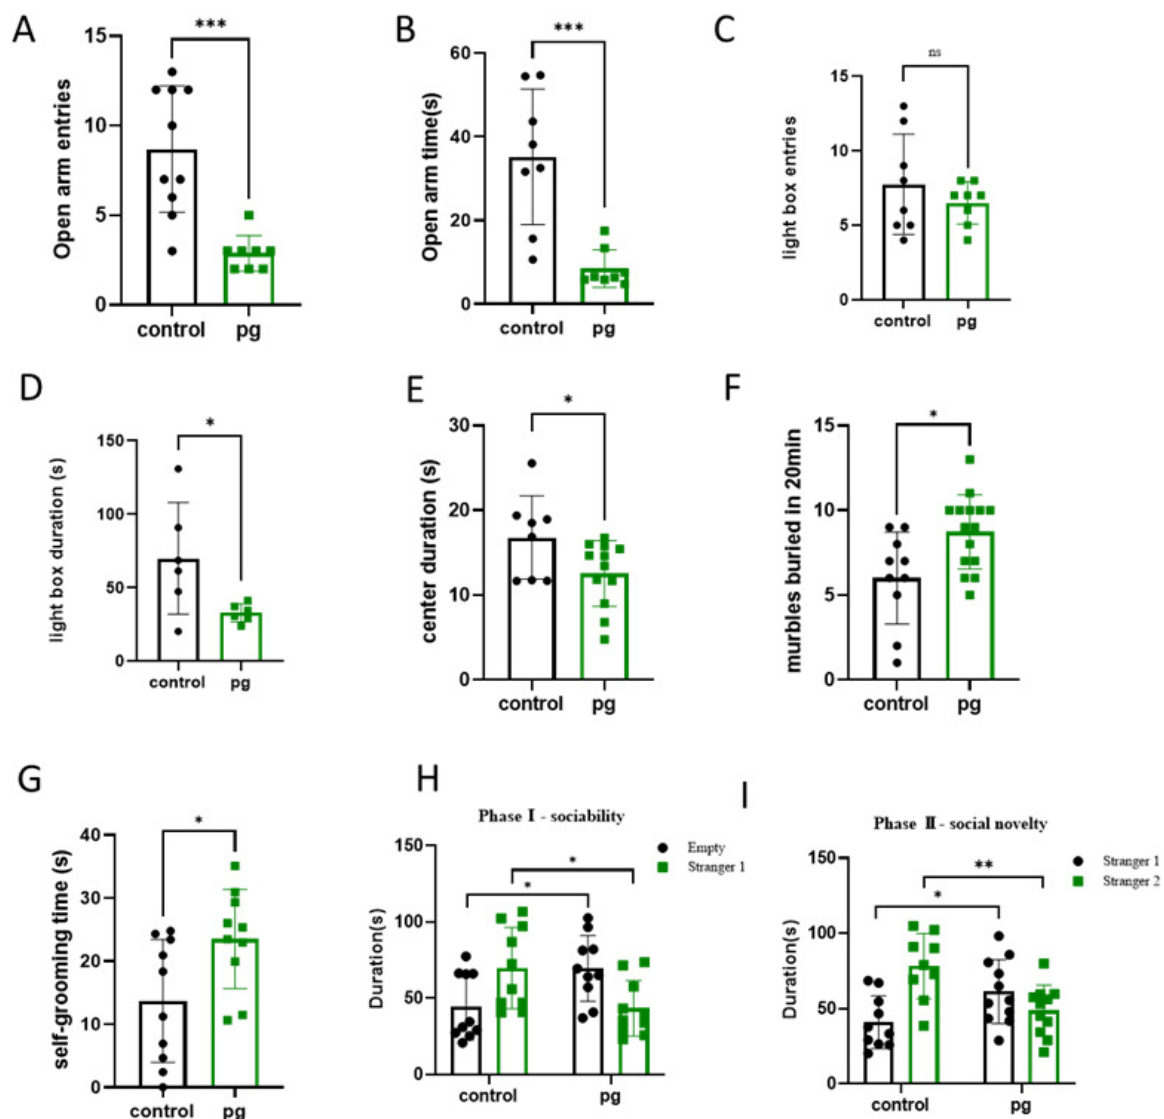 A
***
Open arm entries
15
10
5
0
control
pg
B
***
Open arm time(s)
60
40
20
0
control
pg
C
ns
light box entries
15
10
5
0
control
pg
D
*
light box duration (s)
150
100
50
0
control
pg
E
*
center duration (s)
30
20
10
0
control
pg
F
*
murbles buried in 20min
15
10
5
0
control
pg
G
*
self-grooming time (s)
40
30
20
10
0
control
pg
H
Phase Ⅰ - sociability
Empty
Stranger 1
*
*
Duration(s)
150
100
50
0
control
pg
I
Phase Ⅱ - social novelty
Stranger 1
Stranger 2
**
*
Duration(s)
150
100
50
0
control
pg